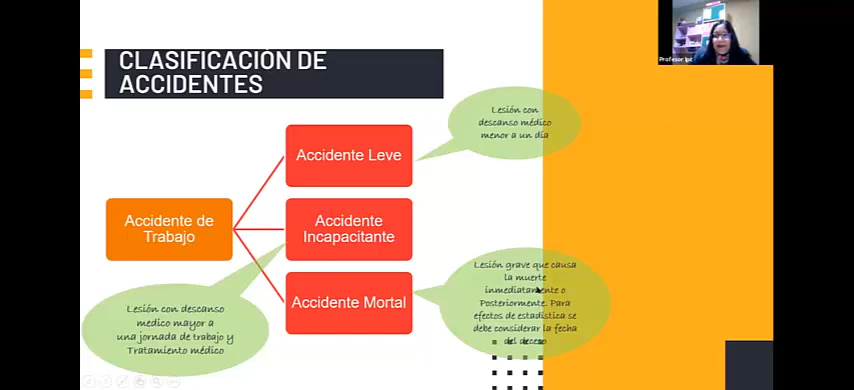 CLASIFICACIÓN DE
ACCIDENTES
Profesor ipc
Lesión con
descanso médico
menor a un día
Accidente Leve
Accidente de
Trabajo
Accidente
Incapacitante
Accidente Mortal
Lesión grave que causa
la muerte
inmediatamente o
Posteriormente. Para
efectos de estadística se
debe considerar la fecha
del deceso
Lesión con descanso
medico mayor a
una jornada de trabajo y
Tratamiento médico